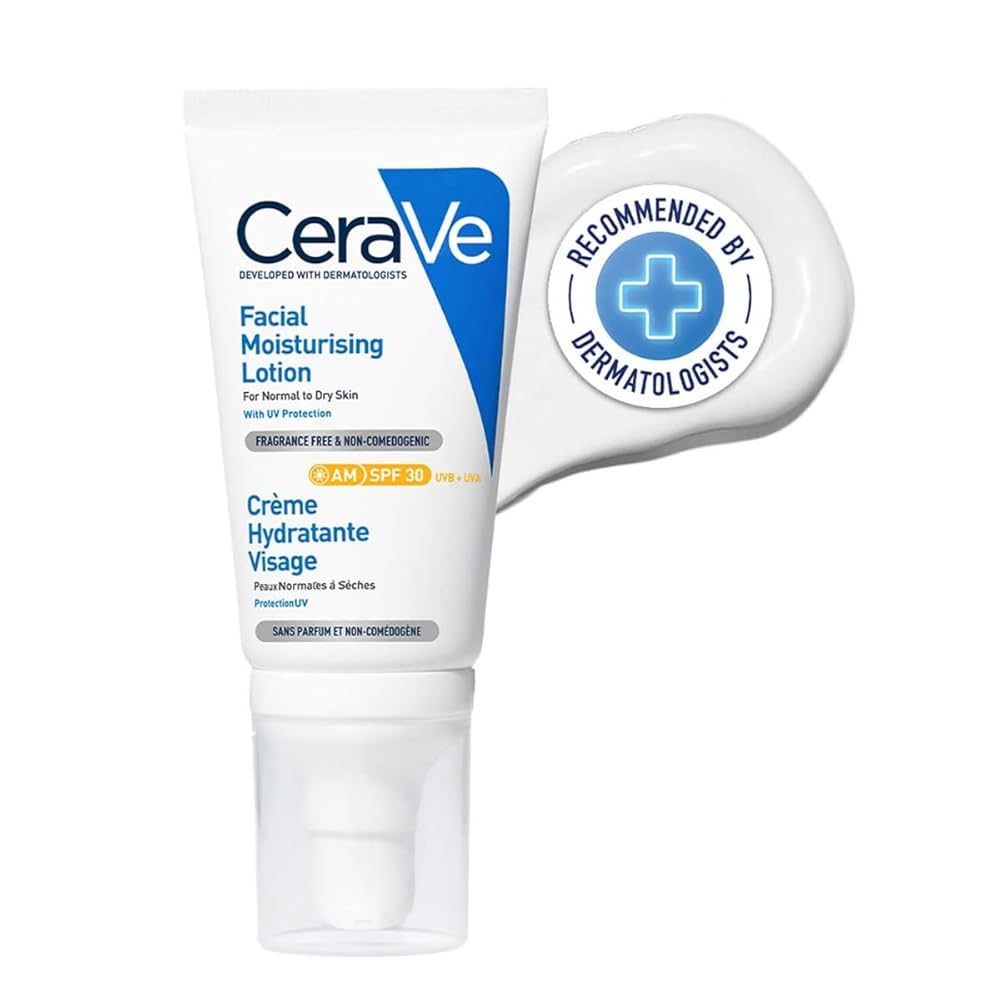 CeraVe
DEVELOPED WITH DERMATOLOGISTS
Facial
Moisturising
Lotion
For Normal to Dry Skin
With UV Protection
FRAGRANCE FREE & NON-COMEDOGENIC
AM SPF 30 UVB + UVA
Crème
Hydratante
Visage
Peaux Normales á Séches
Protection UV
SANS PARFUM ET NON-COMÉDOGÈNE
RECOMMENDED BY
DERMATOLOGISTS